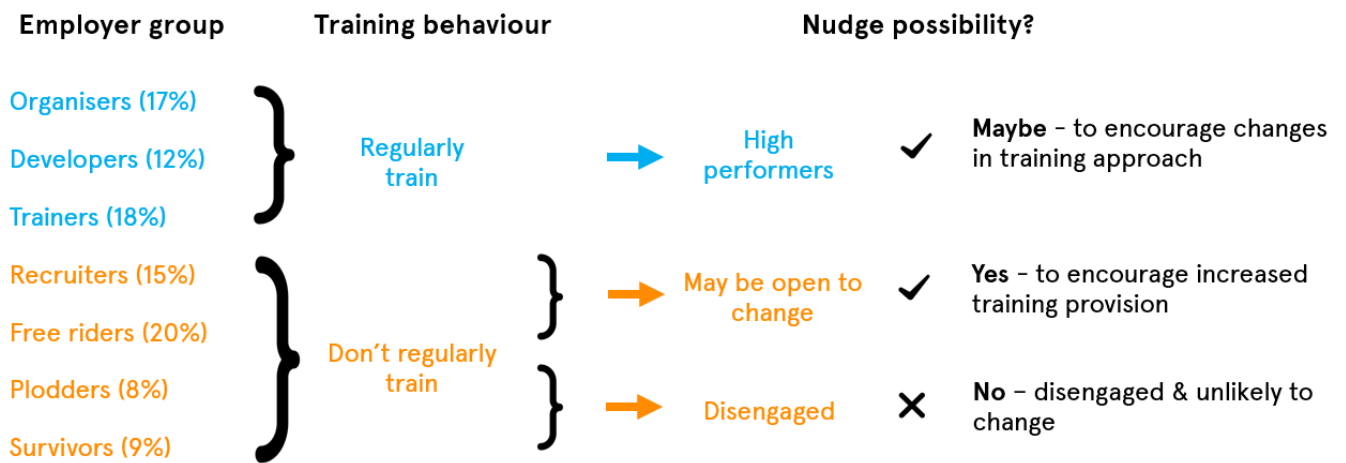 Employer group
Training behaviour
Nudge possibility?
Organisers (17%)
Developers (12%)
Trainers (18%)
Regularly
train
High
performers
Maybe - to encourage changes
in training approach
Recruiters (15%)
Free riders (20%)
Plodders (8%)
Survivors (9%)
Don't regularly
train
May be open to
change
Yes - to encourage increased
training provision
Disengaged
No – disengaged & unlikely to
change